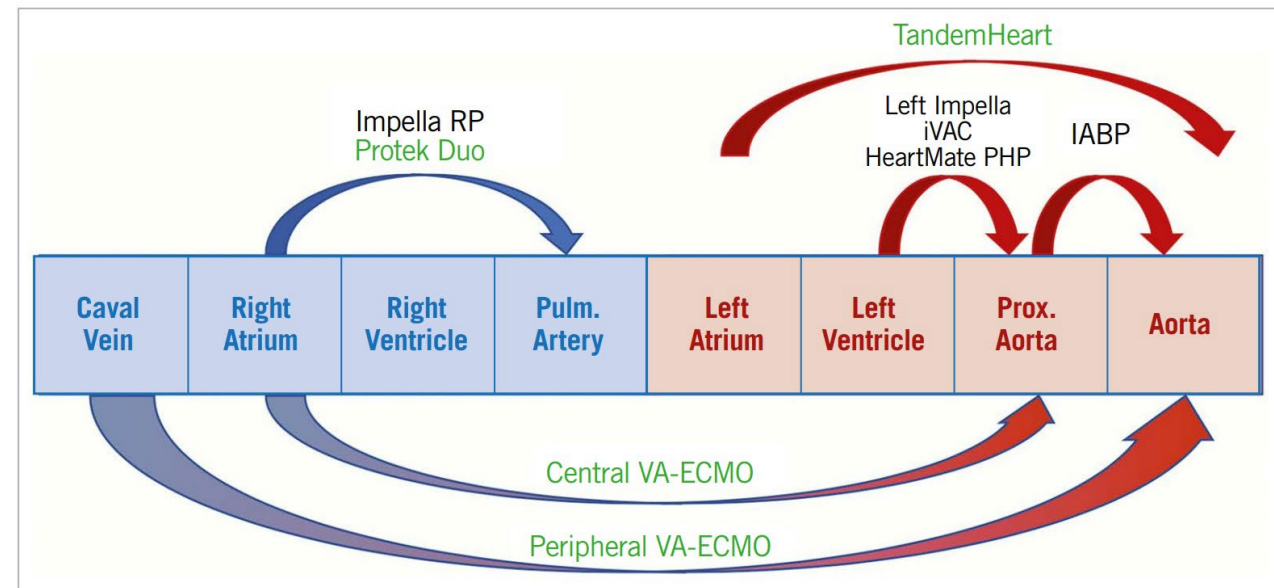 TandemHeart
Impella RP
Protek Duo
Left Impella
iVAC
HeartMate PHP
IABP
Caval
Vein
Right
Atrium
Right
Ventricle
Pulm.
Artery
Left
Atrium
Left
Ventricle
Prox.
Aorta
Aorta
Central VA-ECMO
Peripheral VA-ECMO